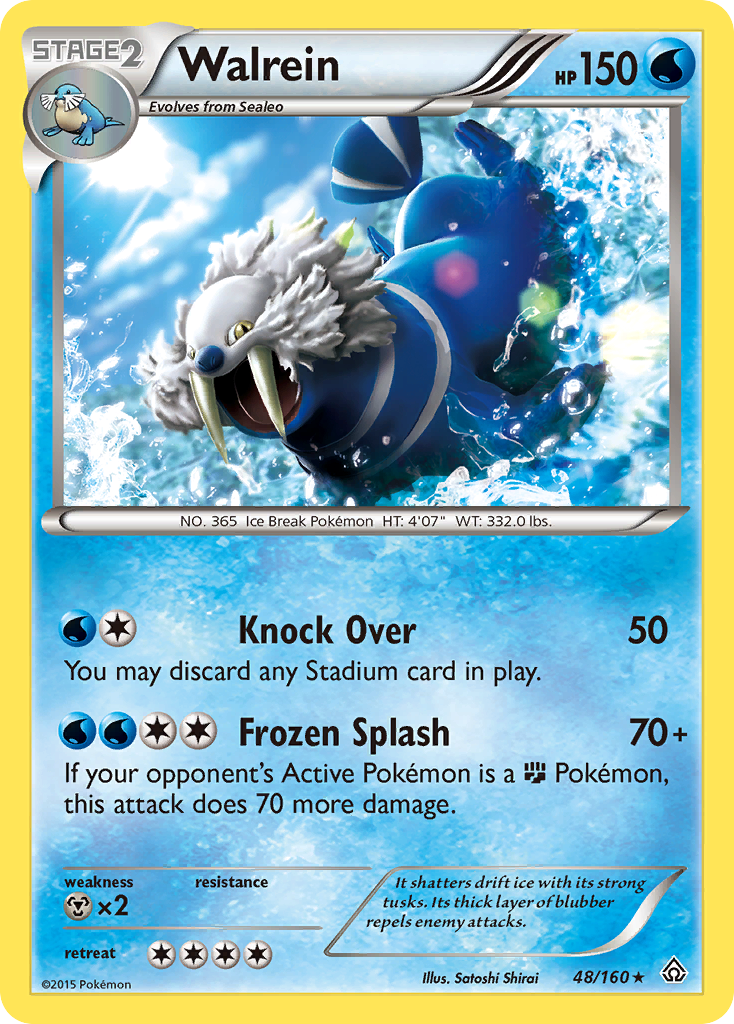 STAGE2
Walrein
HP 150
Evolves from Sealeo
NO. 365 Ice Break Pokémon HT: 4'07" WT: 332.0 lbs.
Knock Over 50
You may discard any Stadium card in play.
Frozen Splash 70+
If your opponent's Active Pokémon is a Pokémon,
this attack does 70 more damage.
weakness resistance
×2
It shatters drift ice with its strong
tusks. Its thick layer of blubber
repels enemy attacks.
retreat
©2015 Pokémon
Illus. Satoshi Shirai
48/160 ★